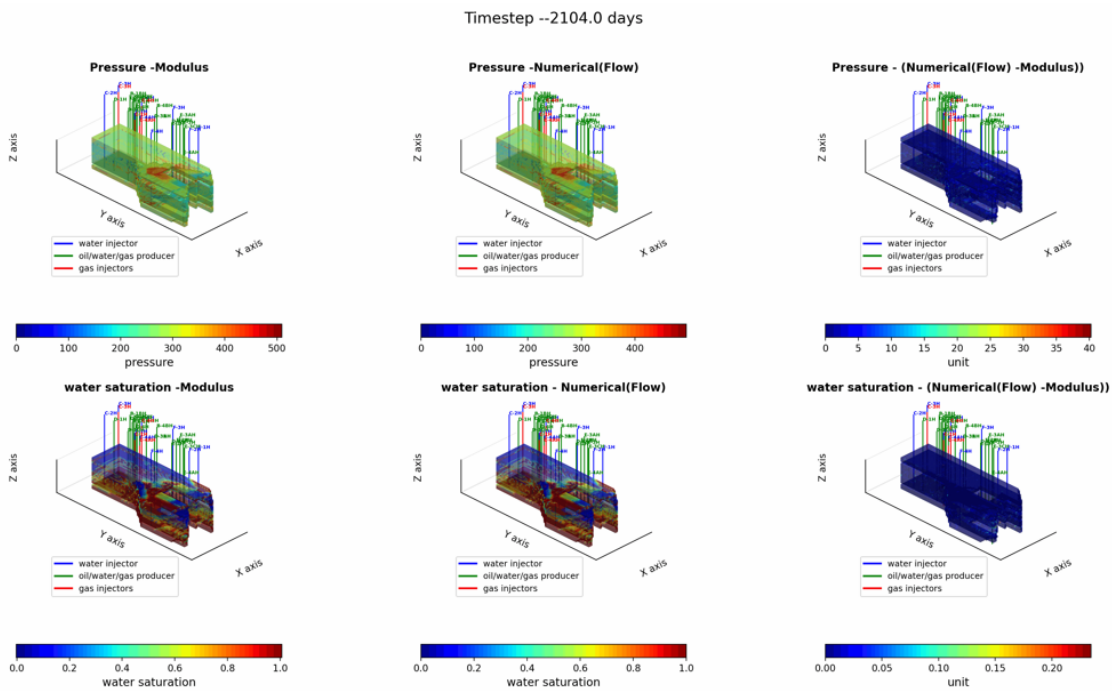 Timestep --2104.0 days
Pressure -Modulus
Pressure -Numerical(Flow)
Pressure - (Numerical(Flow) -Modulus))
Z axis
Y axis
X axis
Z axis
Y axis
X axis
Z axis
Y axis
X axis
water injector
oil/water/gas producer
gas injectors
water injector
oil/water/gas producer
gas injectors
water injector
oil/water/gas producer
gas injectors
0 100 200 300 400 500
pressure
0 100 200 300 400
pressure
0 5 10 15 20 25 30 35 40
unit
water saturation -Modulus
water saturation - Numerical(Flow)
water saturation - (Numerical(Flow) -Modulus))
Z axis
Y axis
X axis
Z axis
Y axis
X axis
Z axis
Y axis
X axis
water injector
oil/water/gas producer
gas injectors
water injector
oil/water/gas producer
gas injectors
water injector
oil/water/gas producer
gas injectors
0.0 0.2 0.4 0.6 0.8 1.0
water saturation
0.0 0.2 0.4 0.6 0.8 1.0
water saturation
0.00 0.05 0.10 0.15 0.20
unit